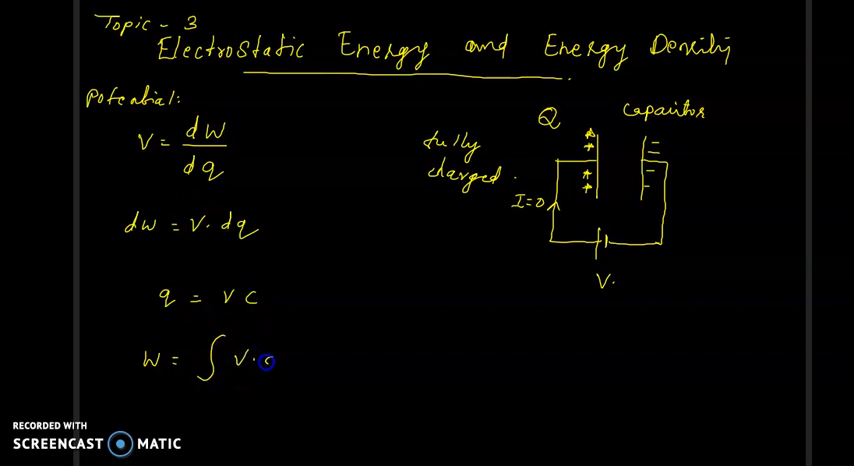 Topic - 3
Electrostatic Energy and Energy Density
Potential:
V = dW / dq
dW = V. dq
q = V C
W = ∫ V.
Q
Capacitor
fully
charged.
I=0
V.
RECORDED WITH
SCREENCAST MATIC